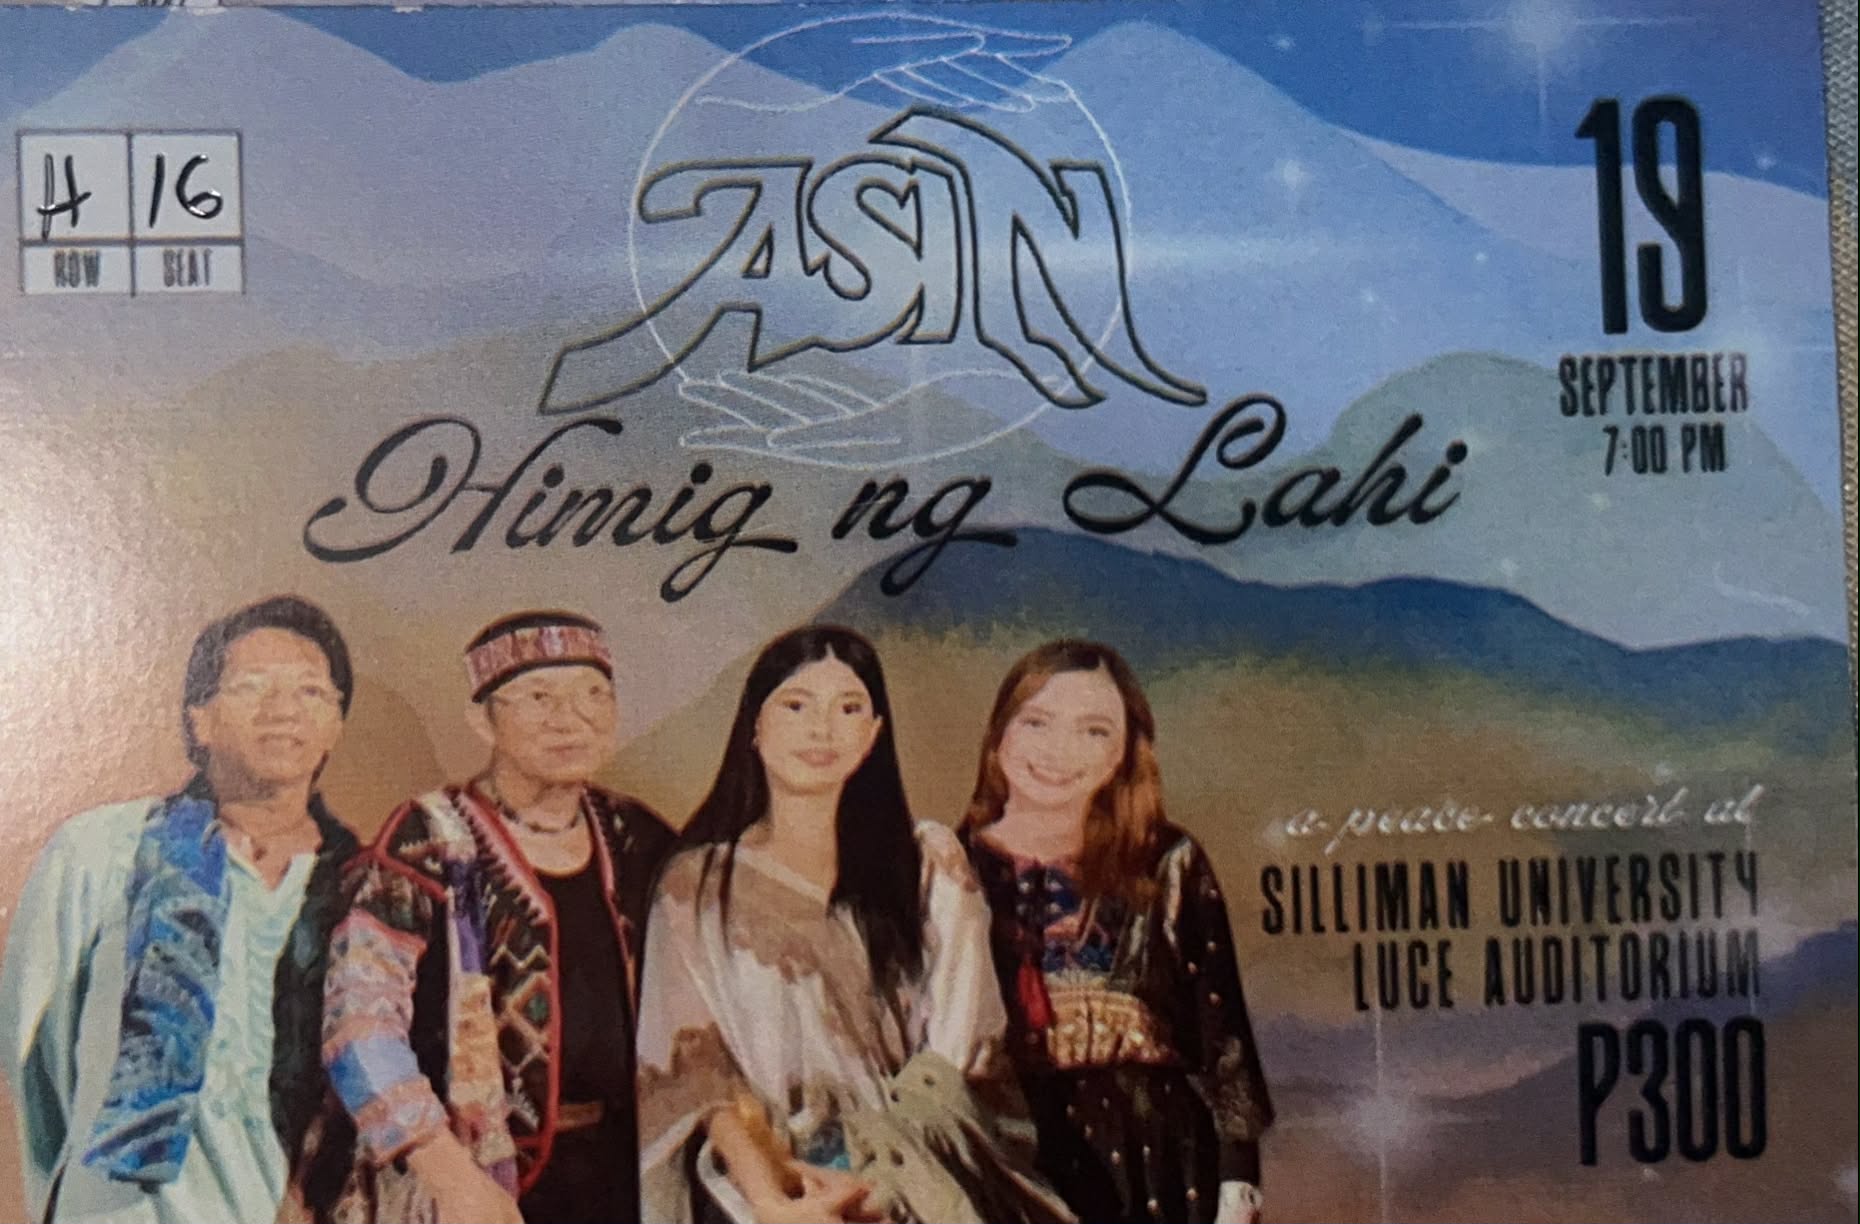 H 16
ROW SEAT
ASIN
Himig ng Lahi
19
SEPTEMBER
7:00 PM
a peace concert at
SILLIMAN UNIVERSITY
LUCE AUDITORIUM
P300